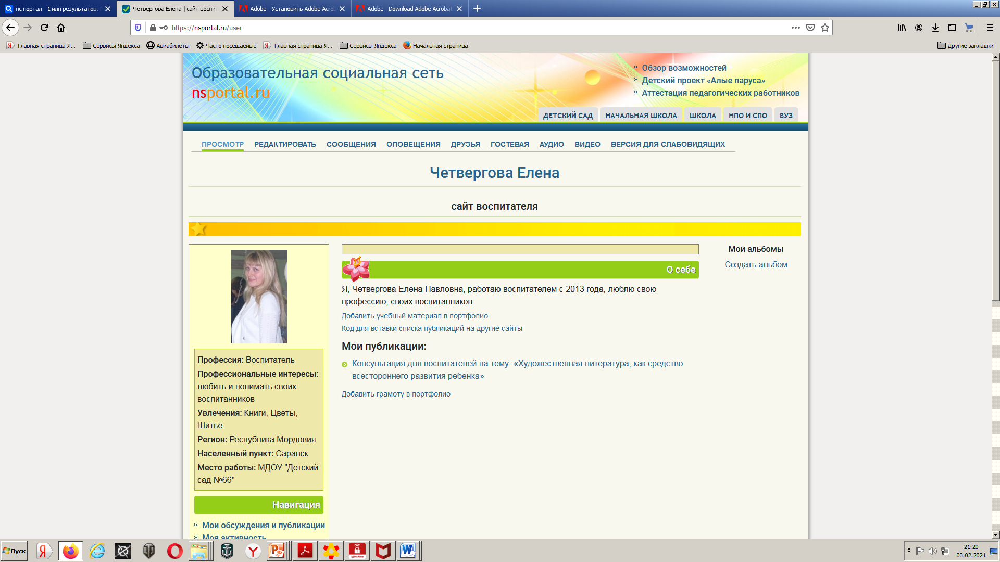 нс портал - 1 млн результатов.
Четвергова Елена | сайт воспит
Adobe - Установить Adobe Acrob
Adobe - Download Adobe Acrobat
https://nsportal.ru/user
Главная страница Я...
Сервисы Яндекса
Авиабилеты
Часто посещаемые
Главная страница Я...
Сервисы Яндекса
Начальная страница
Другие закладки
Образовательная социальная сеть
nsportal.ru
Обзор возможностей
Детский проект «Алые паруса»
Аттестация педагогических работников
ДЕТСКИЙ САД
НАЧАЛЬНАЯ ШКОЛА
ШКОЛА
НПО И СПО
ВУЗ
ПРОСМОТР
РЕДАКТИРОВАТЬ
СООБЩЕНИЯ
ОПОВЕЩЕНИЯ
ДРУЗЬЯ
ГОСТЕВАЯ
АУДИО
ВИДЕО
ВЕРСИЯ ДЛЯ СЛАБОВИДЯЩИХ
Четвергова Елена
сайт воспитателя
Профессия: Воспитатель
Профессиональные интересы:
любить и понимать своих
воспитанников
Увлечения: Книги, Цветы,
Шитье
Регион: Республика Мордовия
Населенный пункт: Саранск
Место работы: МДОУ "Детский
сад №66"
Навигация
Мои обсуждения и публикации
Моя активность
О себе
Я, Четвергова Елена Павловна, работаю воспитателем с 2013 года, люблю свою
профессию, своих воспитанников
Добавить учебный материал в портфолио
Код для вставки списка публикаций на другие сайты
Мои публикации:
Консультация для воспитателей на тему: «Художественная литература, как средство
всестороннего развития ребенка»
Добавить грамоту в портфолио
Мои альбомы
Создать альбом
Пуск
McAfee
21:20
03.02.2021